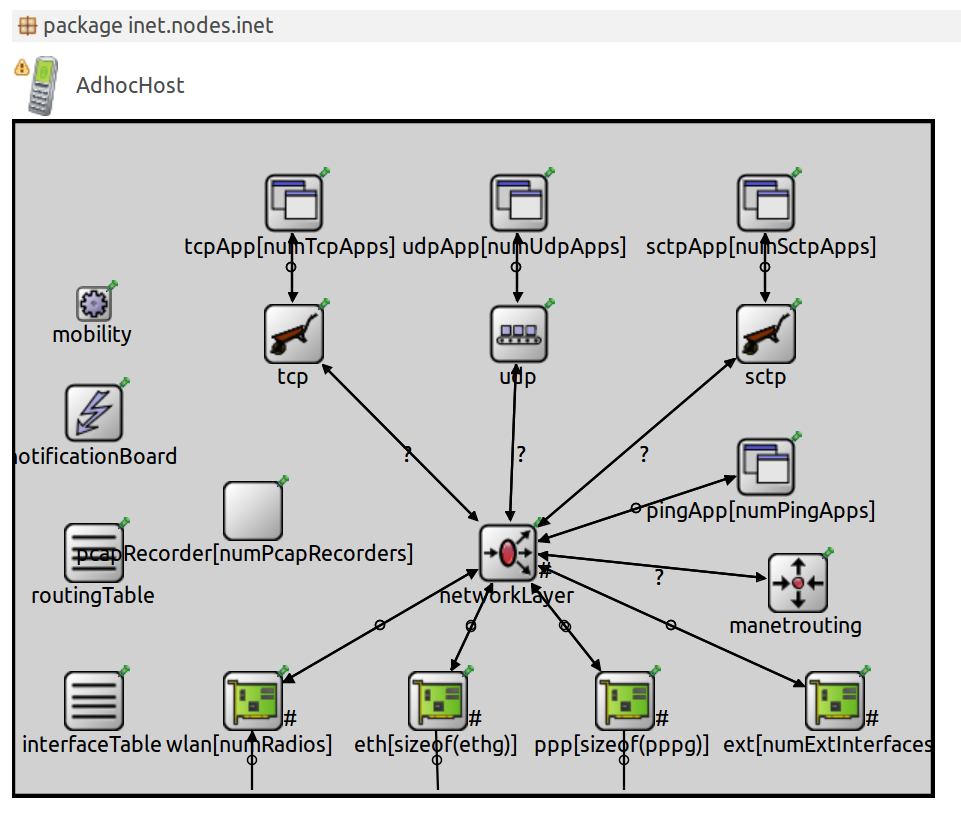 package inet.nodes.inet
AdhocHost
tcpApp[numTcpApps] udpApp[numUdpApps] sctpApp[numSctpApps]
mobility
tcp udp sctp
? ? ?
notificationBoard
pingApp[numPingApps]
pcapRecorder[numPcapRecorders]
#
?
routingTable networkLayer
manetrouting
# # # #
interfaceTable wlan[numRadios] eth[sizeof(ethg)] ppp[sizeof(pppg)] ext[numExtInterfaces